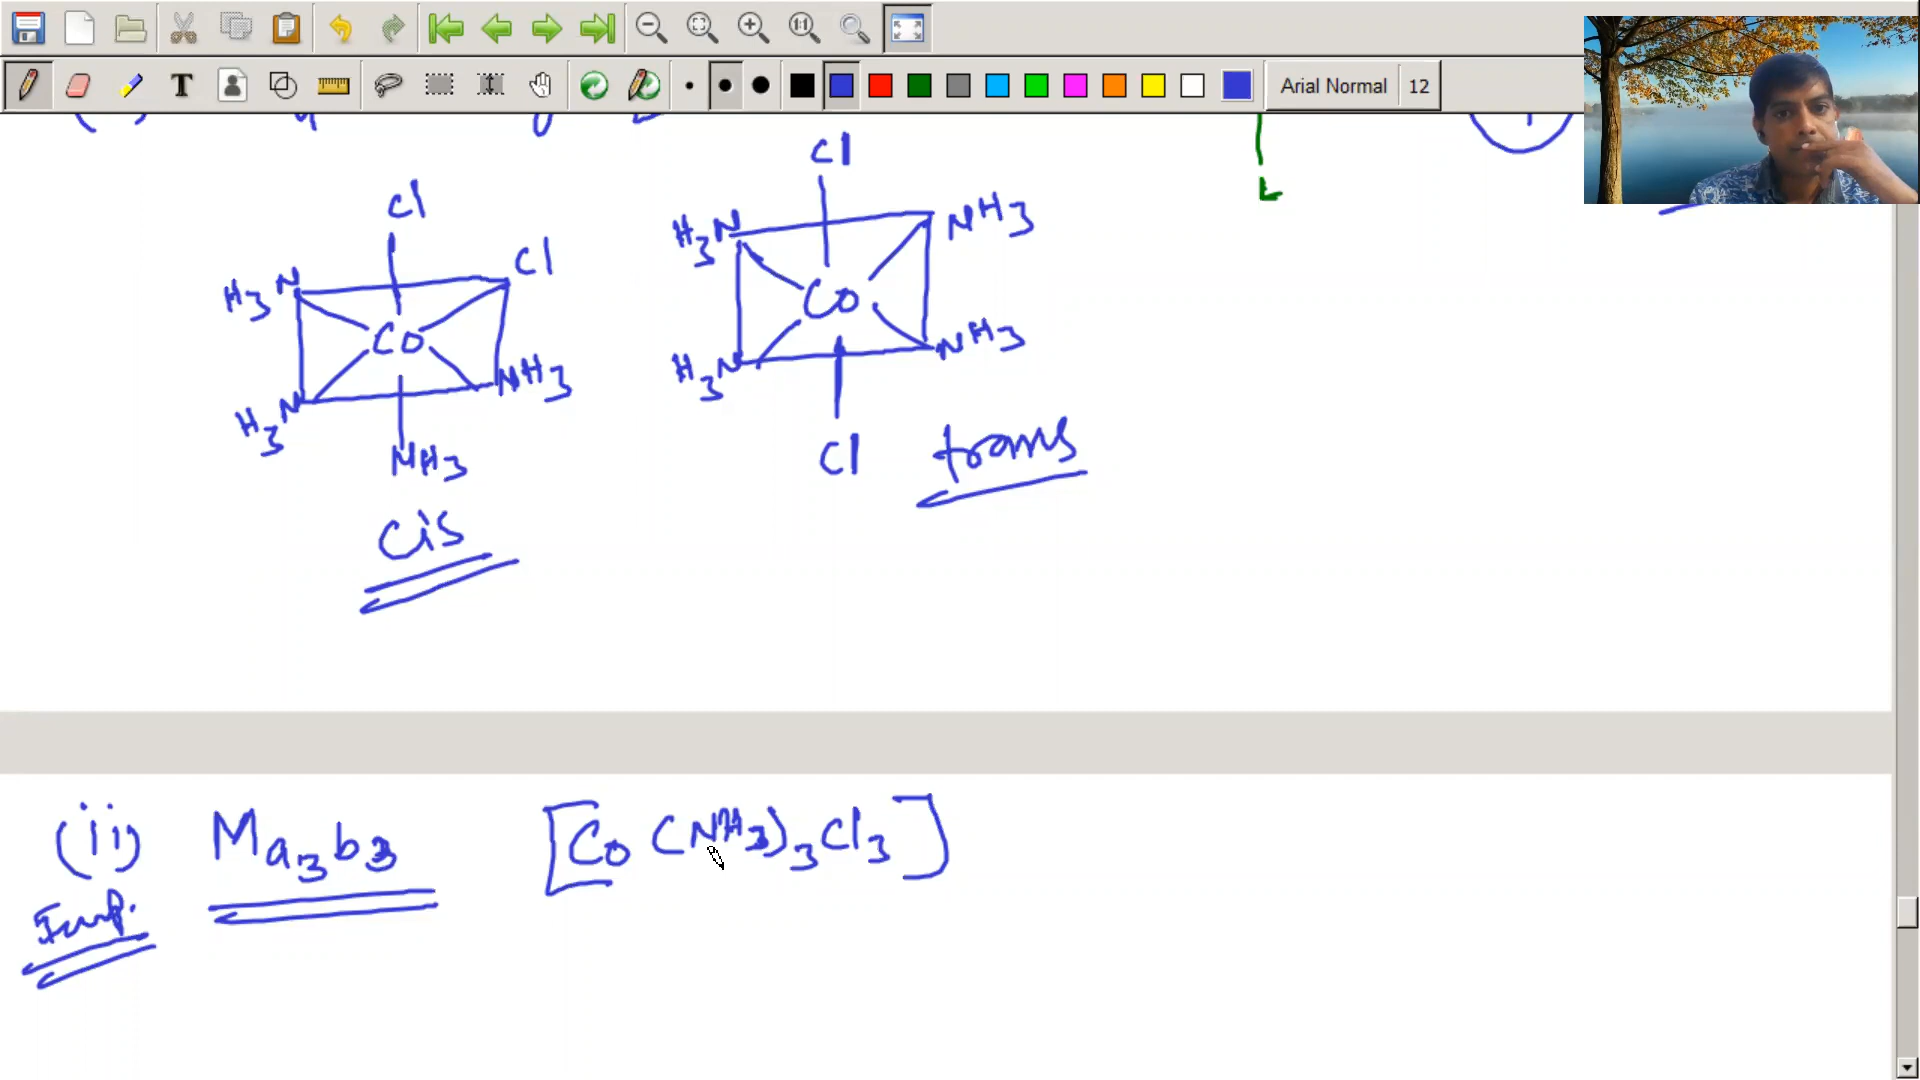 T Arial Normal 12
Cl
Cl
H3N NH3
H3N Cl
Co
Co
H3N NH3
H3N NH3
Cl trans
NH3
cis
(ii) Ma3b3 [Co(NH3)3Cl3]
Imp.